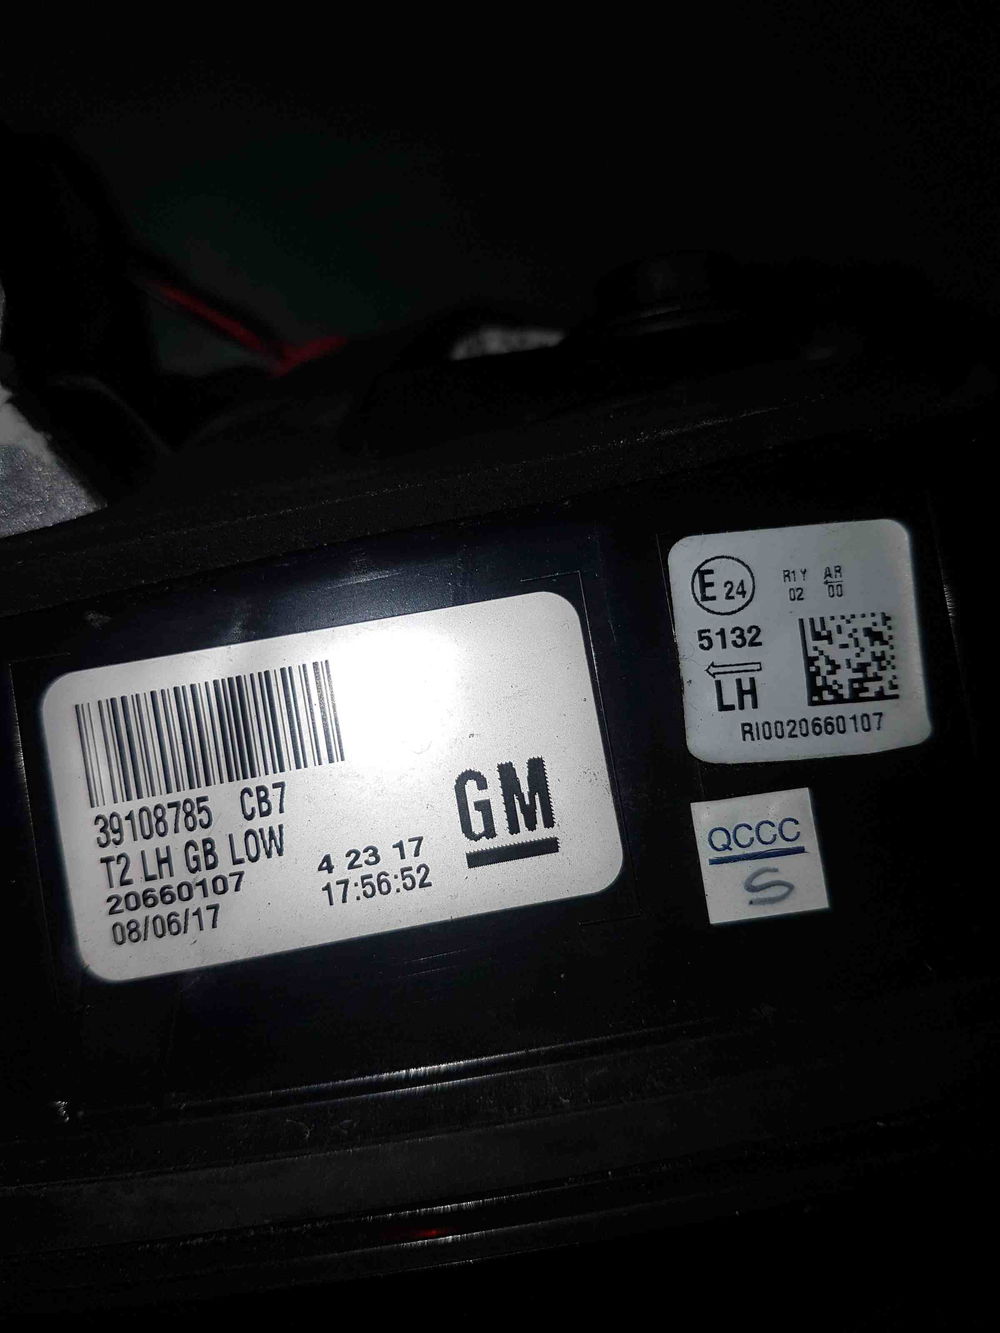 39108785 CB7
T2 LH GB LOW
20660107
08/06/17
4 23 17
17:56:52
GM
E 24
R1Y AR
02 00
5132
LH
RI0020660107
QCCC
S